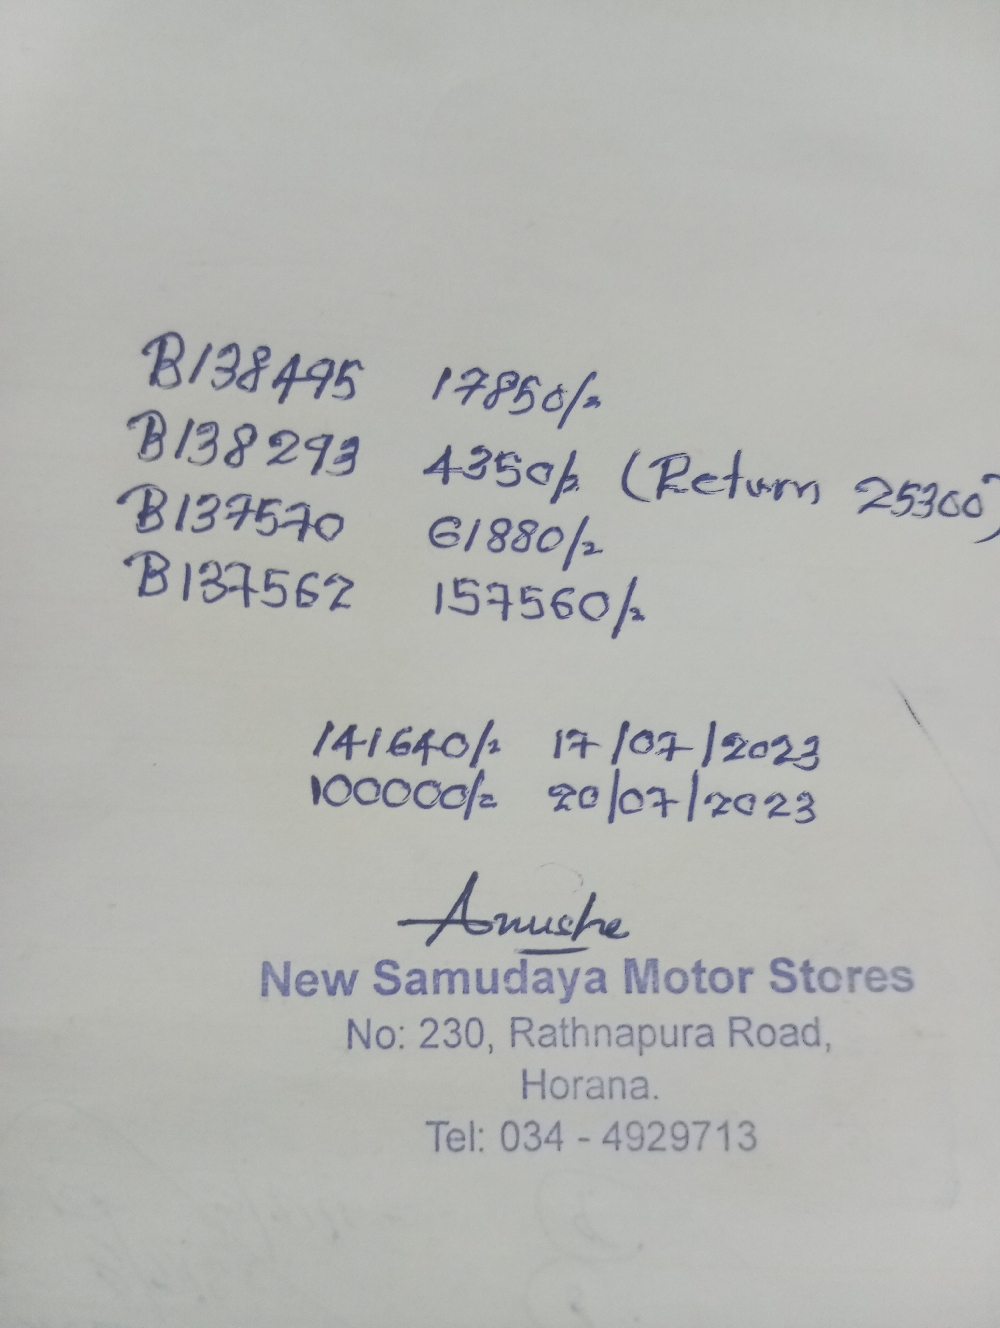 B138495 17850/=
B138293 4350/= (Return 25300)
B137570 61880/=
B137562 157560/=
141640/= 17/07/2023
100000/= 20/07/2023
Anusha
New Samudaya Motor Stores
No: 230, Rathnapura Road,
Horana.
Tel: 034 - 4929713